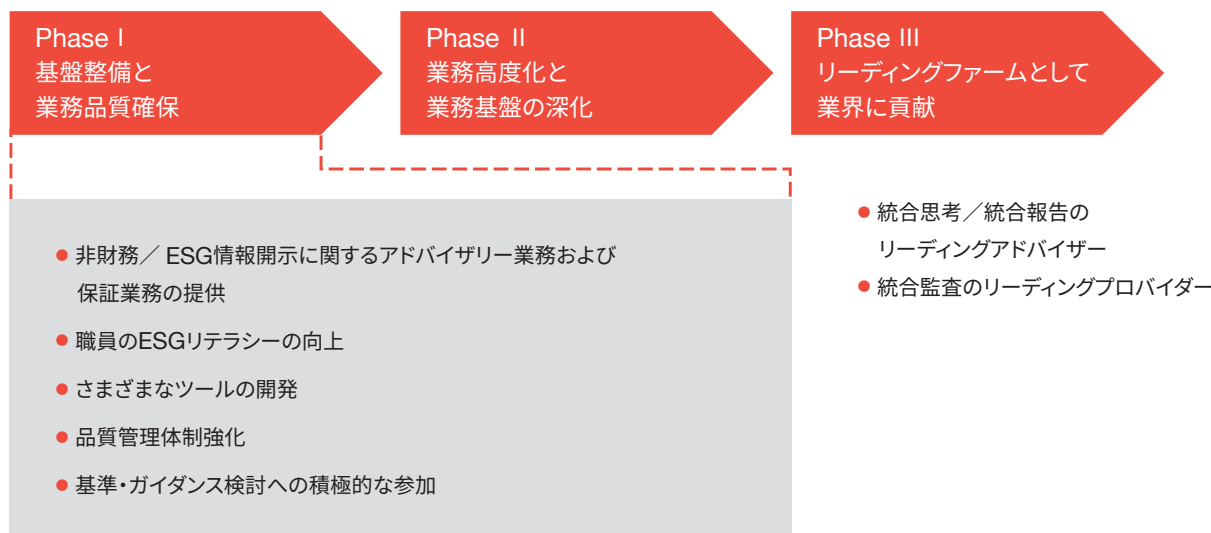 Phase Ⅰ
基盤整備と
業務品質確保
Phase Ⅱ
業務高度化と
業務基盤の深化
Phase Ⅲ
リーディングファームとして
業界に貢献
● 非財務／ESG情報開示に関するアドバイザリー業務および
保証業務の提供
● 職員のESGリテラシーの向上
● さまざまなツールの開発
● 品質管理体制強化
● 基準・ガイダンス検討への積極的な参加
● 統合思考／統合報告の
リーディングアドバイザー
● 統合監査のリーディングプロバイダー